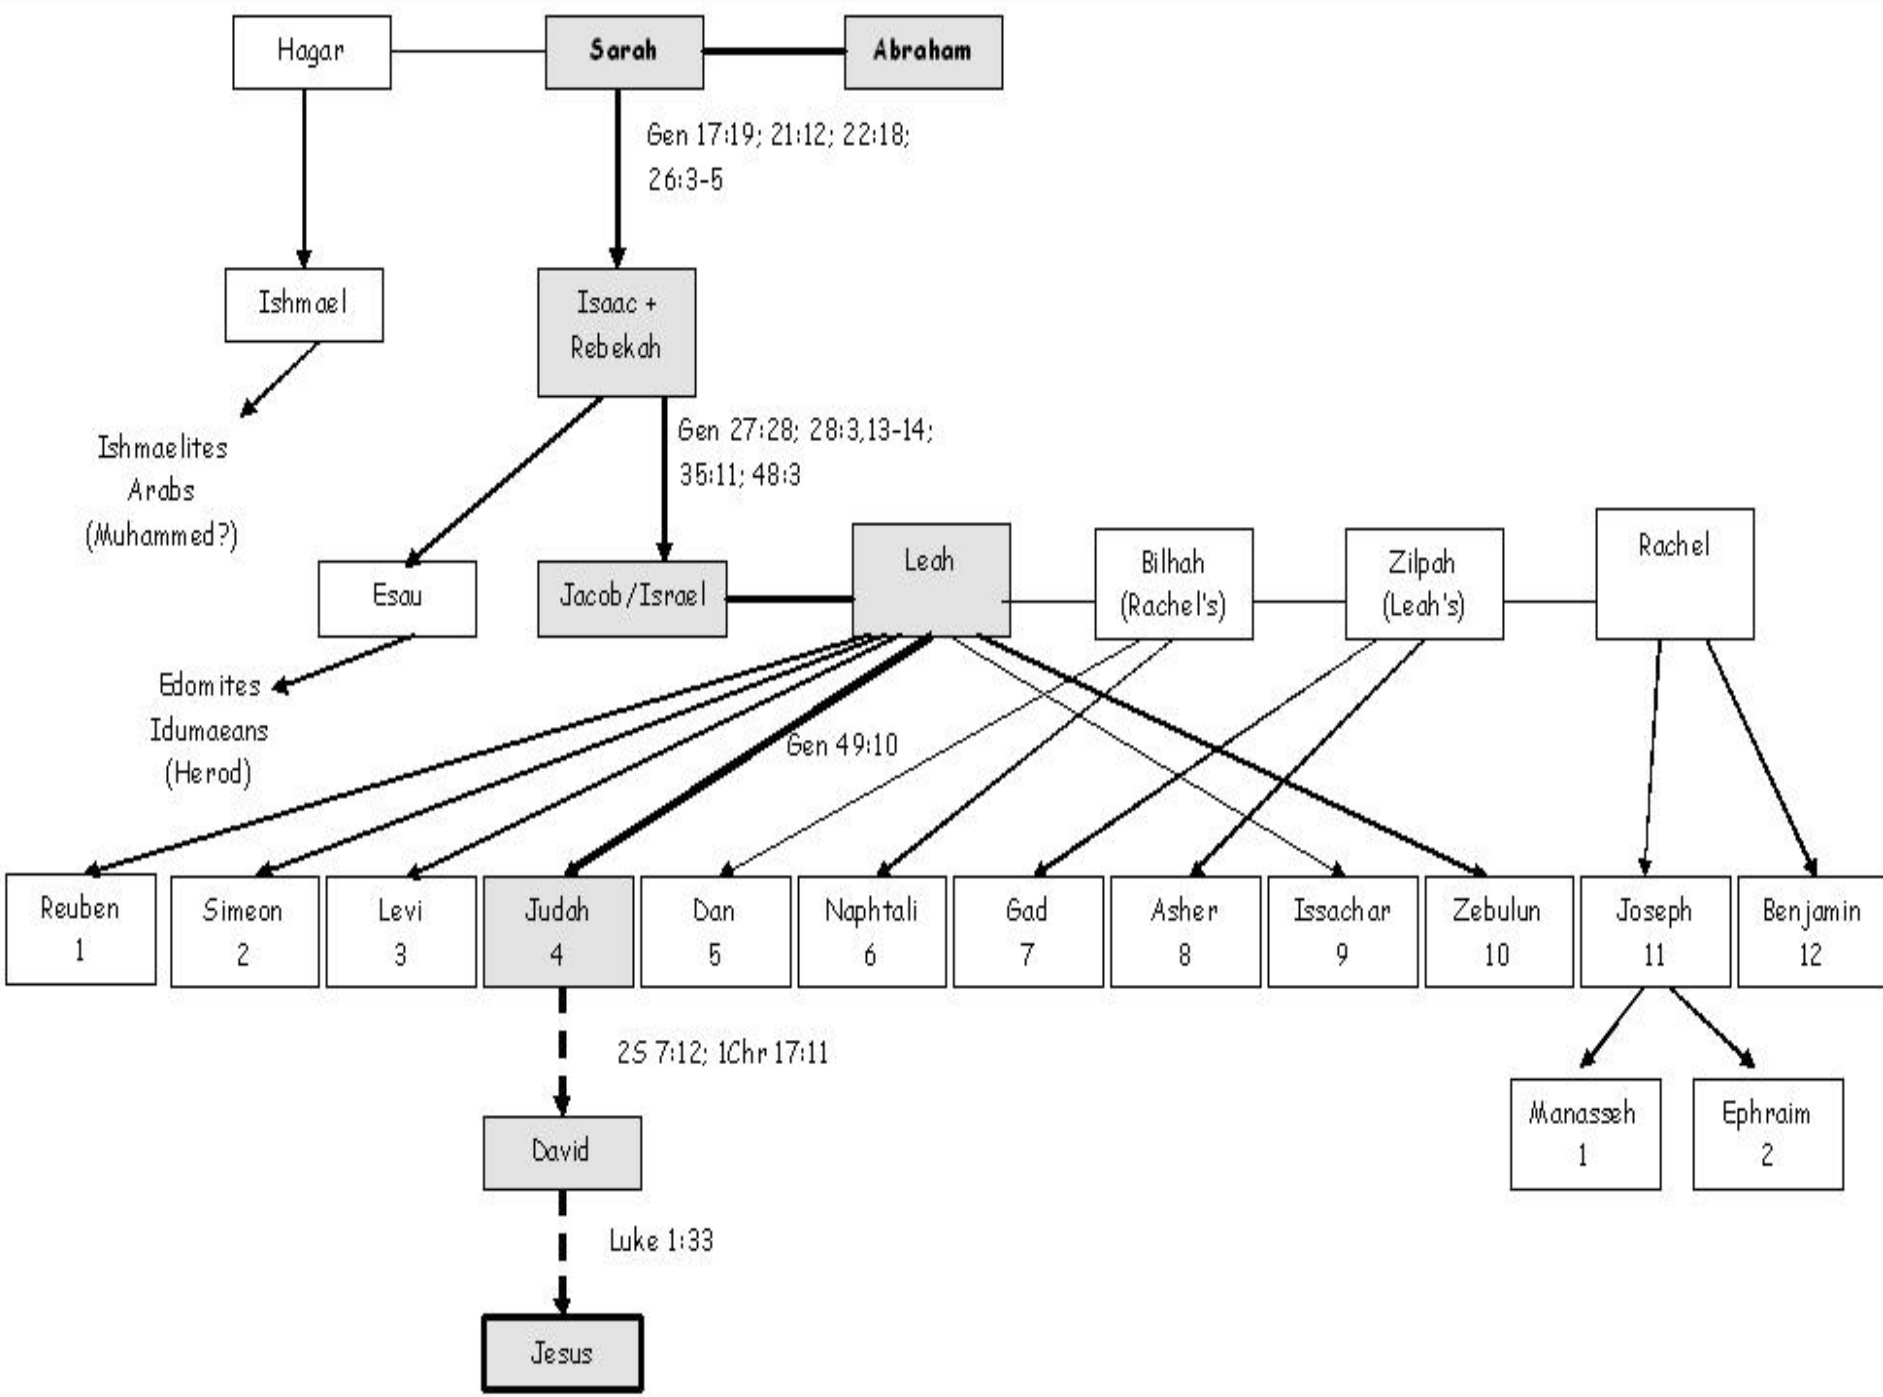 Hagar
Sarah
Abraham
Gen 17:19; 21:12; 22:18;
26:3-5
Ishmael
Isaac +
Rebekah
Ishmaelites
Arabs
(Muhammed?)
Gen 27:28; 28:3,13-14;
35:11; 48:3
Esau
Jacob/Israel
Leah
Bilhah
(Rachel's)
Zilpah
(Leah's)
Rachel
Edomites
Idumaeans
(Herod)
Gen 49:10
Reuben
1
Simeon
2
Levi
3
Judah
4
Dan
5
Naphtali
6
Gad
7
Asher
8
Issachar
9
Zebulun
10
Joseph
11
Benjamin
12
2S 7:12; 1Chr 17:11
Manasseh
1
Ephraim
2
David
Luke 1:33
Jesus